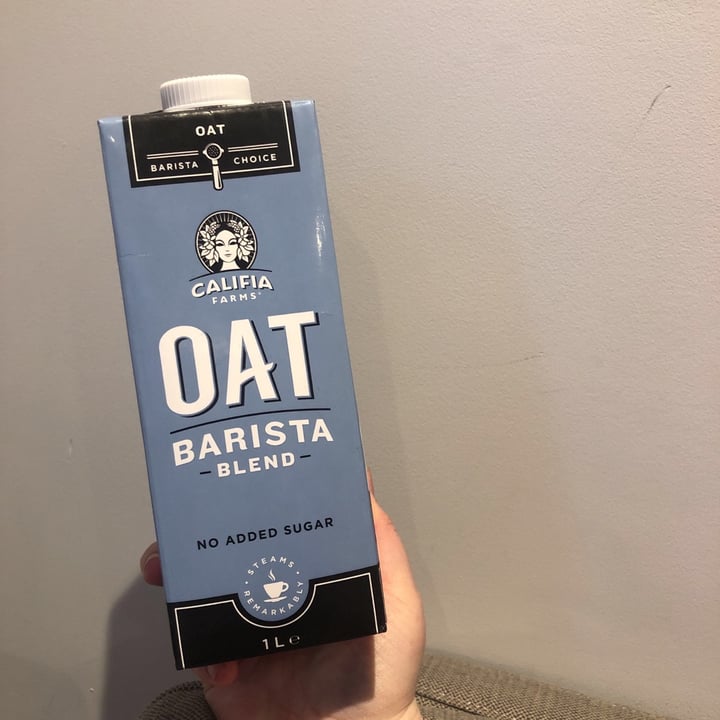 OAT
BARISTA CHOICE
CALIFIA
FARMS
OAT
BARISTA
BLEND
NO ADDED SUGAR
STEAMS
REMARKABLY
1L ℮